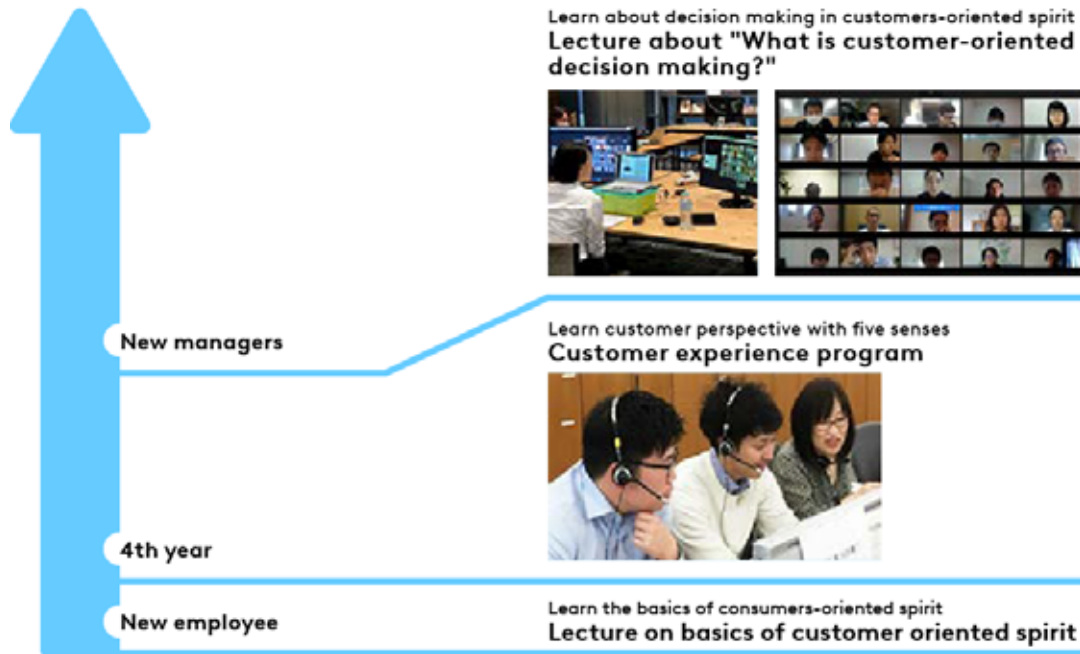 Learn about decision making in customers-oriented spirit
Lecture about "What is customer-oriented
decision making?"
New managers
Learn customer perspective with five senses
Customer experience program
4th year
New employee
Learn the basics of consumers-oriented spirit
Lecture on basics of customer oriented spirit